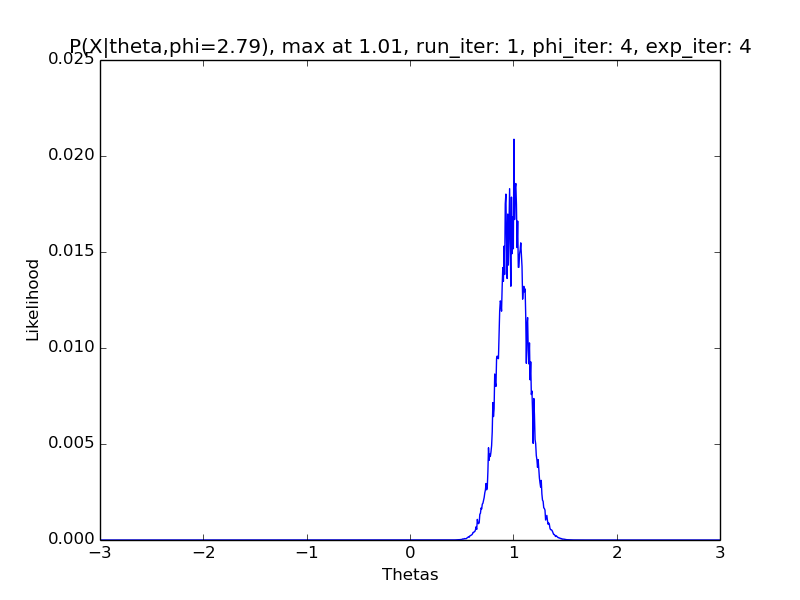 P(X|theta,phi=2.79), max at 1.01, run_iter: 1, phi_iter: 4, exp_iter: 4
0.025
0.020
0.015
0.010
0.005
0.000
Likelihood
−3 −2 −1 0 1 2 3
Thetas